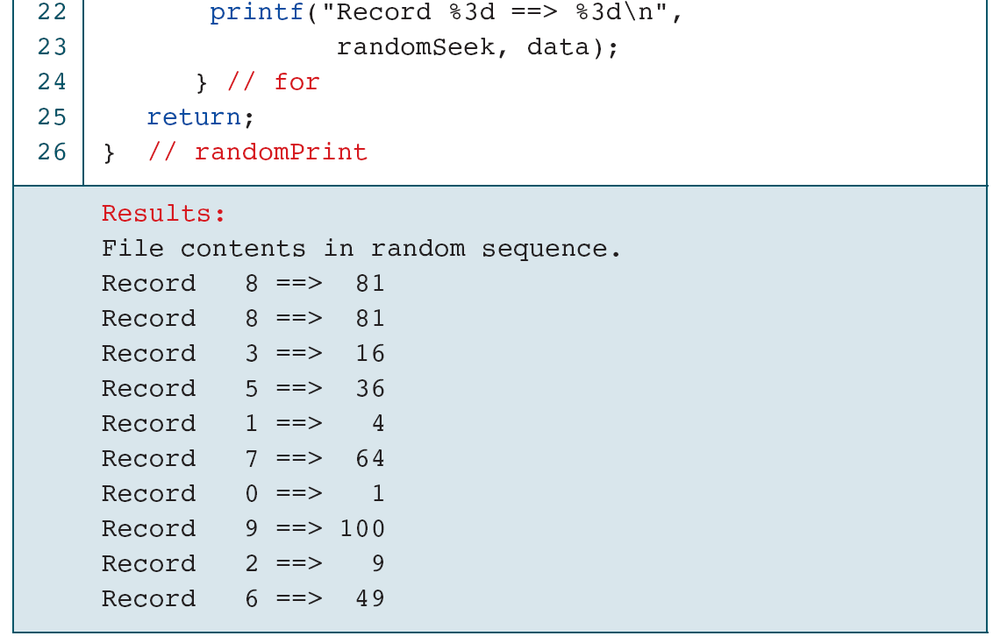 22         printf("Record %3d ==> %3d\n",
23                 randomSeek, data);
24        } // for
25     return;
26  }  // randomPrint
Results:
File contents in random sequence.
Record   8 ==>  81
Record   8 ==>  81
Record   3 ==>  16
Record   5 ==>  36
Record   1 ==>   4
Record   7 ==>  64
Record   0 ==>   1
Record   9 ==> 100
Record   2 ==>   9
Record   6 ==>  49